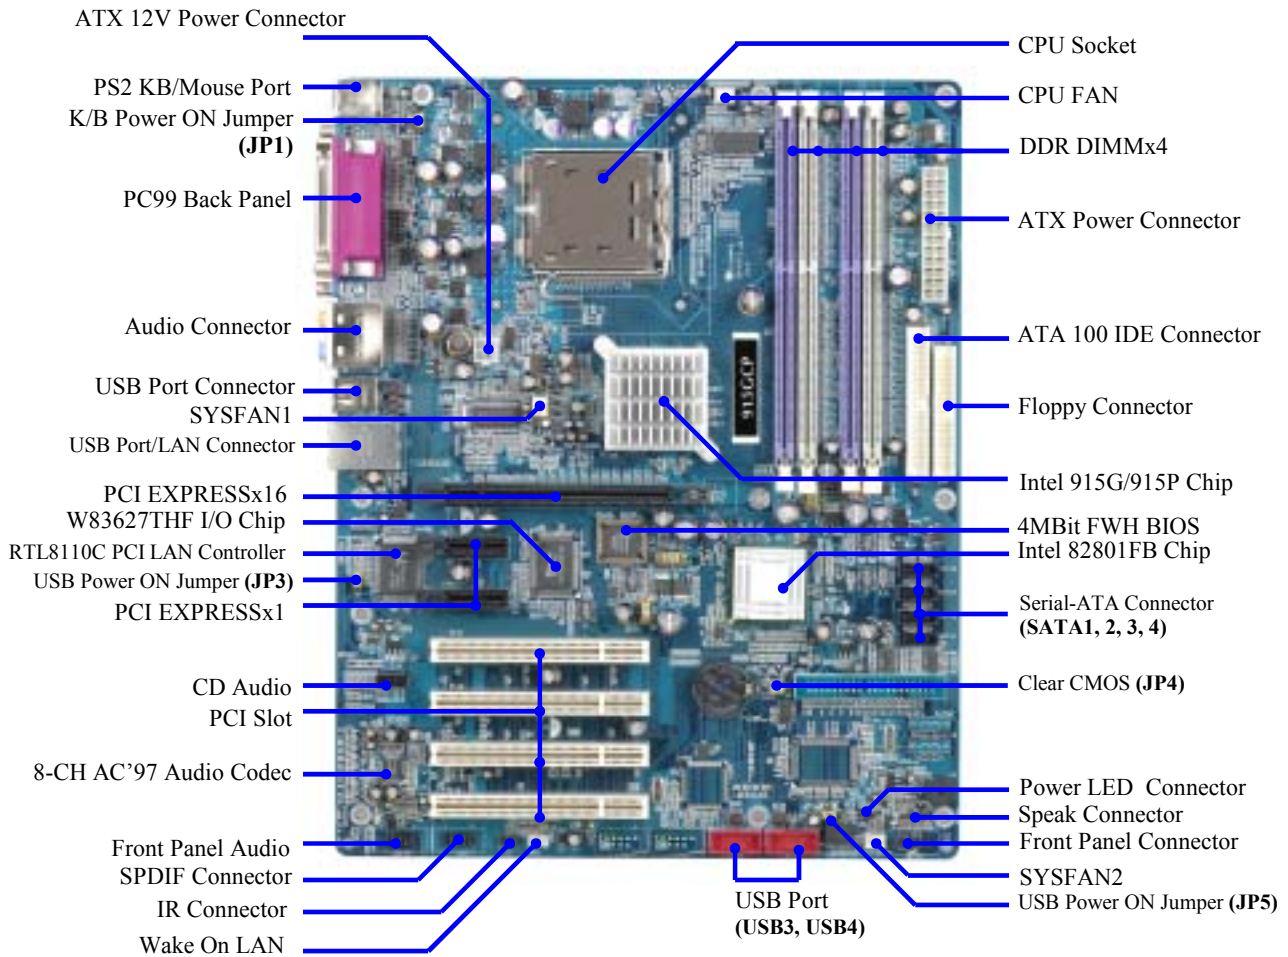 ATX 12V Power Connector
PS2 KB/Mouse Port
K/B Power ON Jumper
(JP1)
PC99 Back Panel
Audio Connector
USB Port Connector
SYSFAN1
USB Port/LAN Connector
PCI EXPRESSx16
W83627THF I/O Chip
RTL8110C PCI LAN Controller
USB Power ON Jumper (JP3)
PCI EXPRESSx1
CD Audio
PCI Slot
8-CH AC’97 Audio Codec
Front Panel Audio
SPDIF Connector
IR Connector
Wake On LAN
915GCP
USB Port
(USB3, USB4)
CPU Socket
CPU FAN
DDR DIMMx4
ATX Power Connector
ATA 100 IDE Connector
Floppy Connector
Intel 915G/915P Chip
4MBit FWH BIOS
Intel 82801FB Chip
Serial-ATA Connector
(SATA1, 2, 3, 4)
Clear CMOS (JP4)
Power LED Connector
Speak Connector
Front Panel Connector
SYSFAN2
USB Power ON Jumper (JP5)